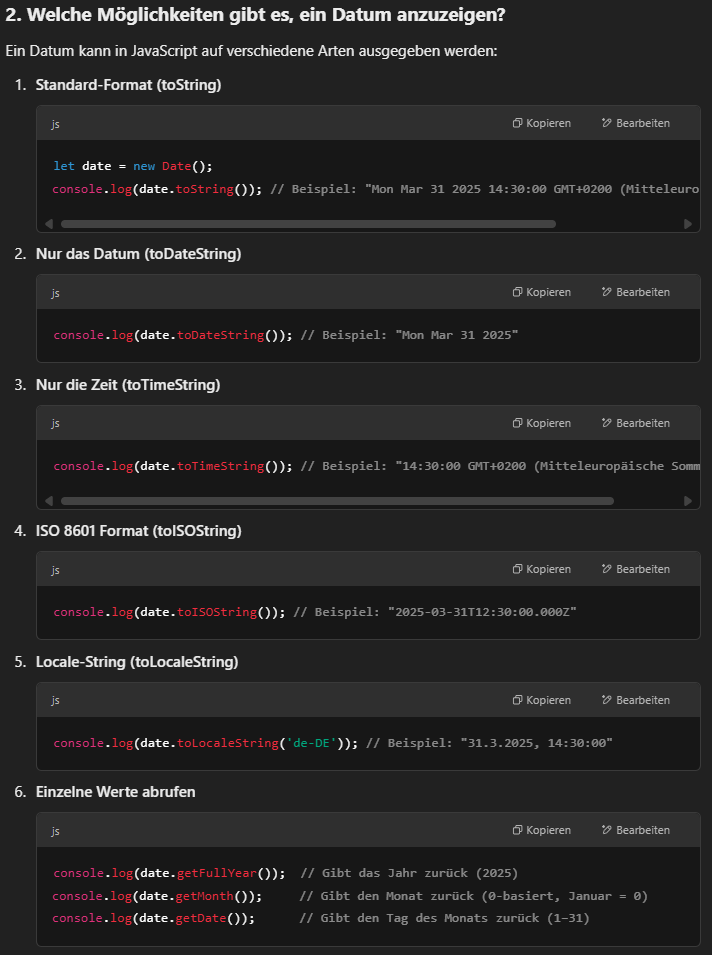 2. Welche Möglichkeiten gibt es, ein Datum anzuzeigen?
Ein Datum kann in JavaScript auf verschiedene Arten ausgegeben werden:
1. Standard-Format (toString)
js Kopieren Bearbeiten
let date = new Date();
console.log(date.toString()); // Beispiel: "Mon Mar 31 2025 14:30:00 GMT+0200 (Mitteleuro
2. Nur das Datum (toDateString)
js Kopieren Bearbeiten
console.log(date.toDateString()); // Beispiel: "Mon Mar 31 2025"
3. Nur die Zeit (toTimeString)
js Kopieren Bearbeiten
console.log(date.toTimeString()); // Beispiel: "14:30:00 GMT+0200 (Mitteleuropäische Somm
4. ISO 8601 Format (toISOString)
js Kopieren Bearbeiten
console.log(date.toISOString()); // Beispiel: "2025-03-31T12:30:00.000Z"
5. Locale-String (toLocaleString)
js Kopieren Bearbeiten
console.log(date.toLocaleString('de-DE')); // Beispiel: "31.3.2025, 14:30:00"
6. Einzelne Werte abrufen
js Kopieren Bearbeiten
console.log(date.getFullYear()); // Gibt das Jahr zurück (2025)
console.log(date.getMonth()); // Gibt den Monat zurück (0-basiert, Januar = 0)
console.log(date.getDate()); // Gibt den Tag des Monats zurück (1–31)